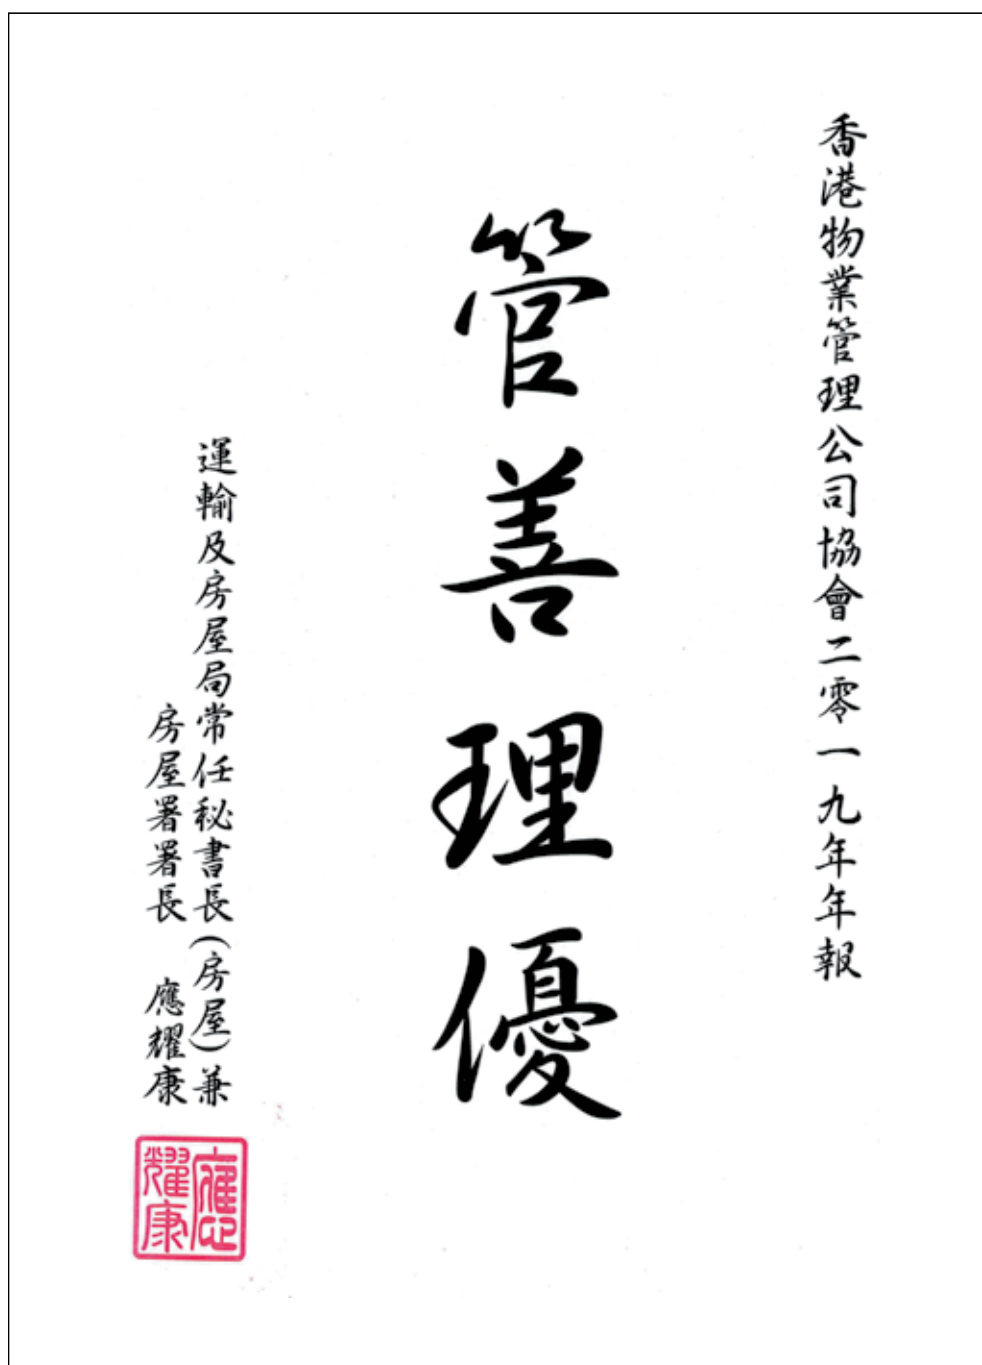 香港物業管理公司協會二零一九年年報
管善理優
運輸及房屋局常任秘書長(房屋)兼
房屋署署長 應耀康
應耀康